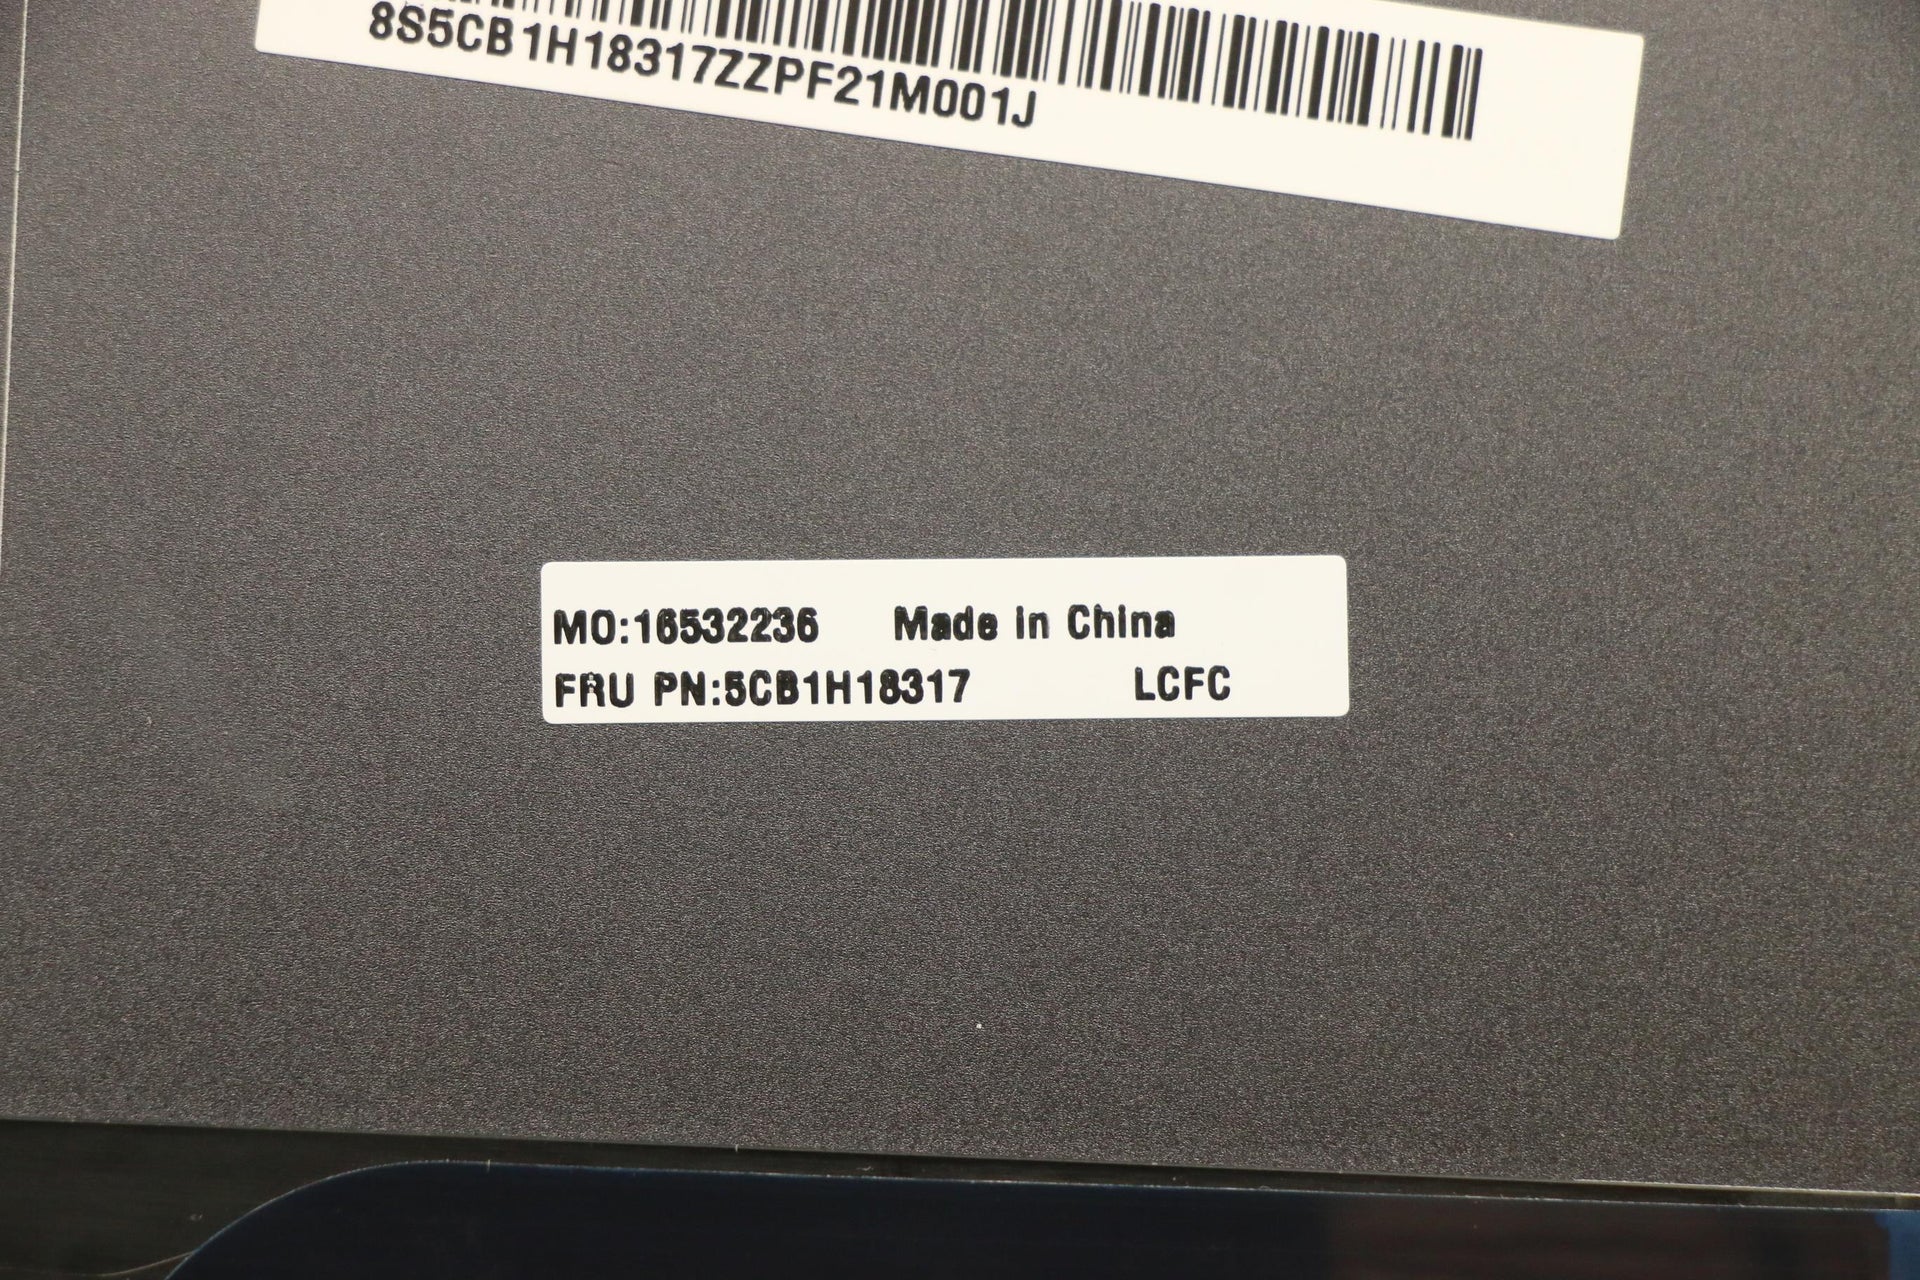 8S5CB1H18317ZZPF21M001J
MO:16532236 Made in China
FRU PN:5CB1H18317 LCFC